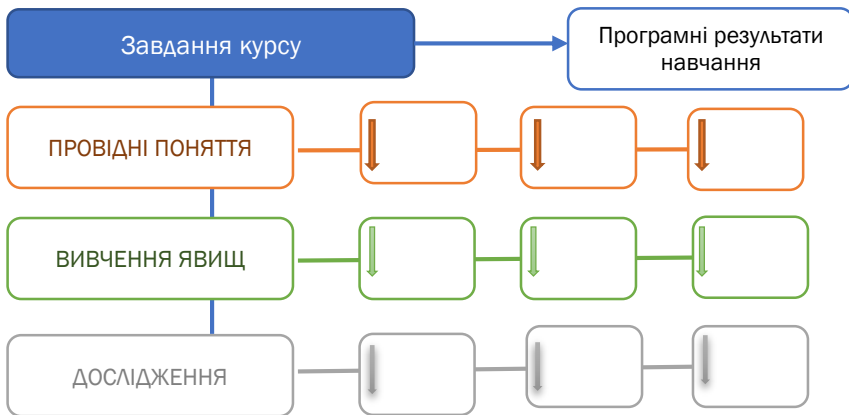 Завдання курсу
Програмні результати
навчання
ПРОВІДНІ ПОНЯТТЯ
ВИВЧЕННЯ ЯВИЩ
ДОСЛІДЖЕННЯ